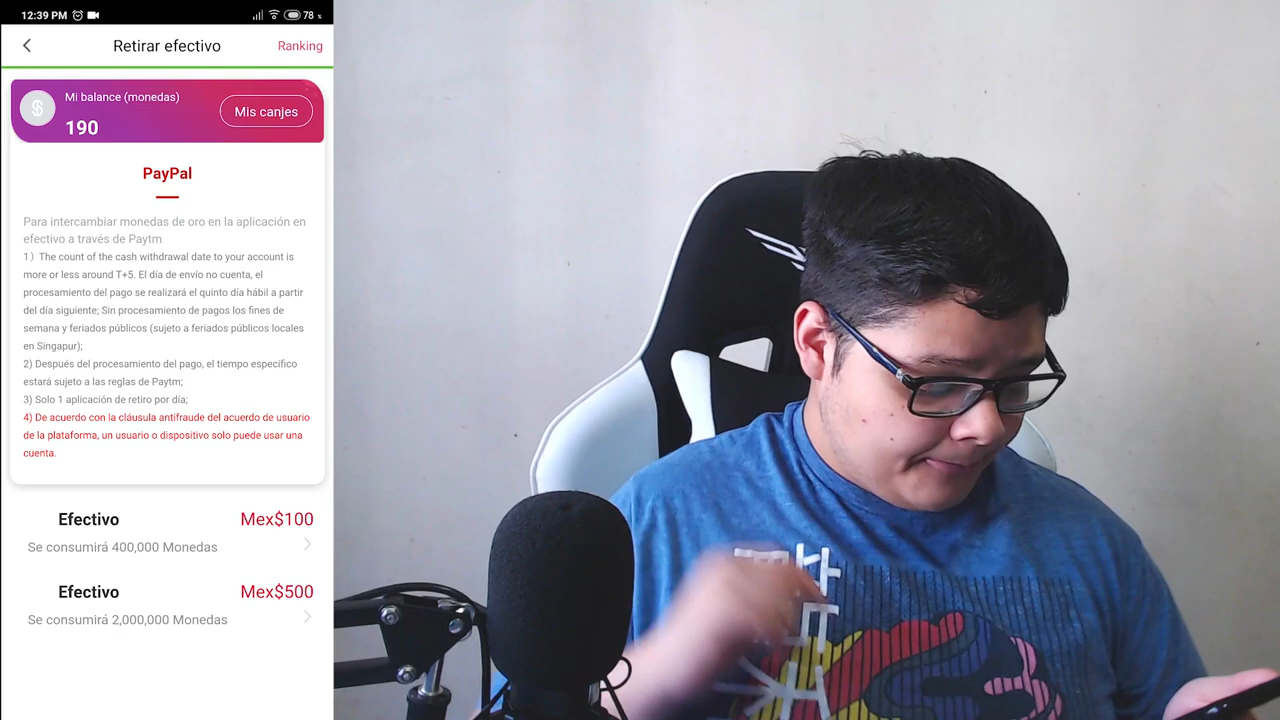 12:39 PM
78
Retirar efectivo
Ranking
Mi balance (monedas)
190
Mis canjes
PayPal
Para intercambiar monedas de oro en la aplicación en
efectivo a través de Paytm
1）The count of the cash withdrawal date to your account is
more or less around T+5. El día de envío no cuenta, el
procesamiento del pago se realizará el quinto día hábil a partir
del día siguiente; Sin procesamiento de pagos los fines de
semana y feriados públicos (sujeto a feriados públicos locales
en Singapur);
2) Después del procesamiento del pago, el tiempo específico
estará sujeto a las reglas de Paytm;
3) Solo 1 aplicación de retiro por día;
4) De acuerdo con la cláusula antifraude del acuerdo de usuario
de la plataforma, un usuario o dispositivo solo puede usar una
cuenta.
Efectivo
Mex$100
Se consumirá 400,000 Monedas
Efectivo
Mex$500
Se consumirá 2,000,000 Monedas